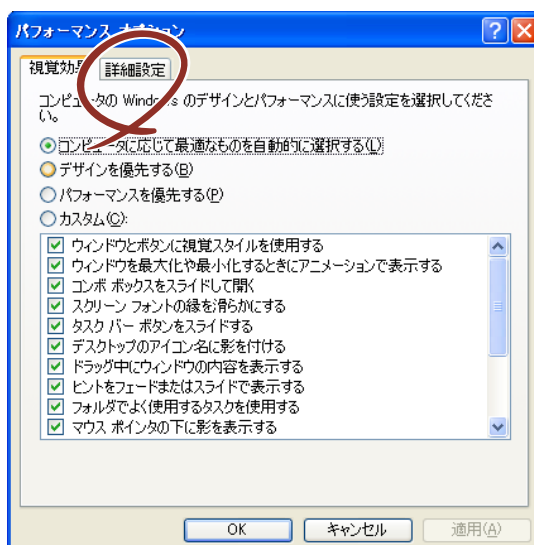 パフォーマンス オプション
視覚効果 詳細設定
コンピュータの Windows のデザインとパフォーマンスに使う設定を選択してくださ
い。
コンピュータに応じて最適なものを自動的に選択する(L)
デザインを優先する(B)
パフォーマンスを優先する(P)
カスタム(C):
ウィンドウとボタンに視覚スタイルを使用する
ウィンドウを最大化や最小化するときにアニメーションで表示する
コンボ ボックスをスライドして開く
スクリーン フォントの縁を滑らかにする
タスク バー ボタンをスライドする
デスクトップのアイコン名に影を付ける
ドラッグ中にウィンドウの内容を表示する
ヒントをフェードまたはスライドで表示する
フォルダでよく使用するタスクを使用する
マウス ポインタの下に影を表示する
OK キャンセル 適用(A)